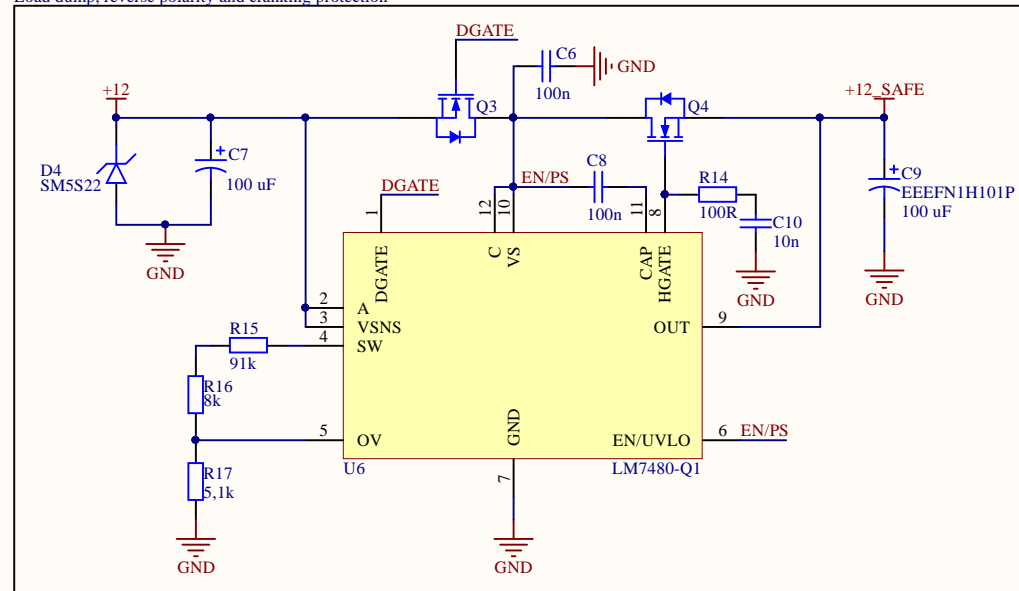 Load dump, reverse polarity and cranking protection
DGATE
C6
GND
100n
+12
Q3
Q4
+12_SAFE
D4
SM5S22
C7
100 uF
DGATE
EN/PS
C8
100n
R14
100R
C9
EEEFN1H101P
100 uF
C10
10n
1
12
10
11
8
GND
DGATE
C
VS
CAP
HGATE
GND
GND
2
A
3
VSNS
4
SW
OUT
9
R15
91k
R16
8k
5
OV
GND
EN/UVLO
6
EN/PS
R17
5,1k
U6
7
LM7480-Q1
GND
GND